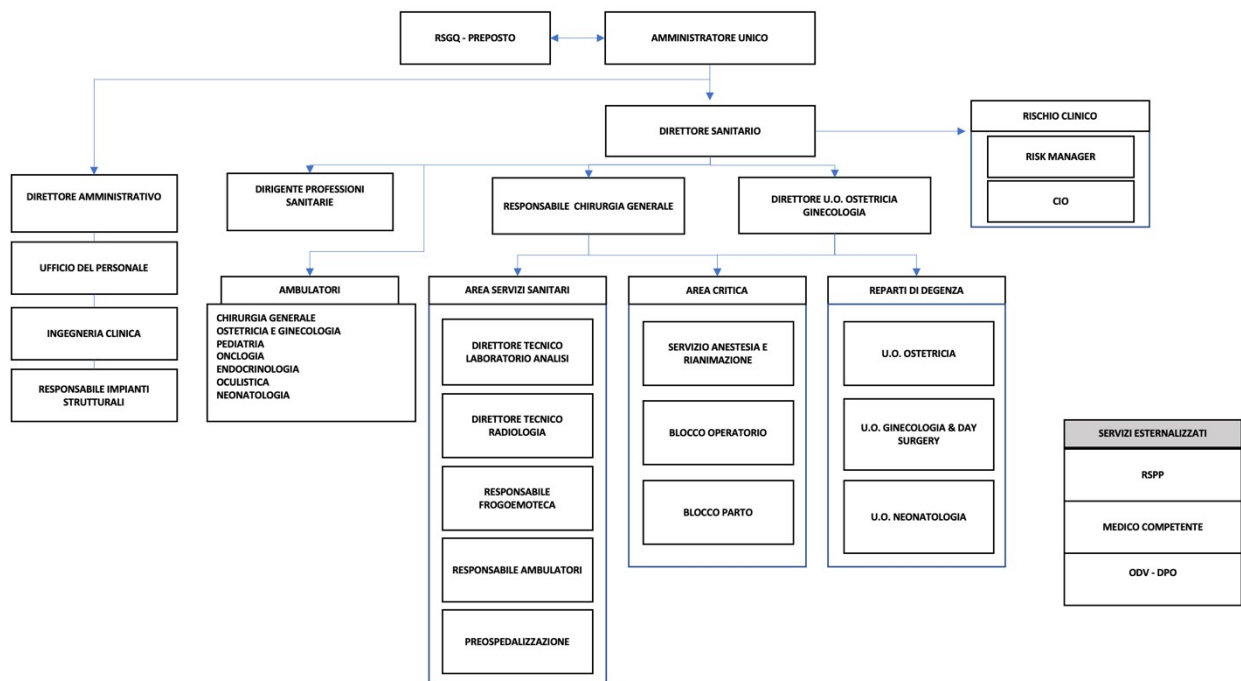 RSGQ - PREPOSTO
AMMINISTRATORE UNICO
DIRETTORE SANITARIO
RISCHIO CLINICO
RISK MANAGER
CIO
DIRETTORE AMMINISTRATIVO
DIRIGENTE PROFESSIONI
SANITARIE
RESPONSABILE CHIRURGIA GENERALE
DIRETTORE U.O. OSTETRICIA
GINECOLOGIA
UFFICIO DEL PERSONALE
INGEGNERIA CLINICA
RESPONSABILE IMPIANTI
STRUTTURALI
AMBULATORI
CHIRURGIA GENERALE
OSTETRICIA E GINECOLOGIA
PEDIATRIA
ONCLOGIA
ENDOCRINOLOGIA
OCULISTICA
NEONATOLOGIA
AREA SERVIZI SANITARI
DIRETTORE TECNICO
LABORATORIO ANALISI
DIRETTORE TECNICO
RADIOLOGIA
RESPONSABILE
FROGOEMOTECA
RESPONSABILE AMBULATORI
PREOSPEDALIZZAZIONE
AREA CRITICA
SERVIZIO ANESTESIA E
RIANIMAZIONE
BLOCCO OPERATORIO
BLOCCO PARTO
REPARTI DI DEGENZA
U.O. OSTETRICIA
U.O. GINECOLOGIA & DAY
SURGERY
U.O. NEONATOLOGIA
SERVIZI ESTERNALIZZATI
RSPP
MEDICO COMPETENTE
ODV - DPO